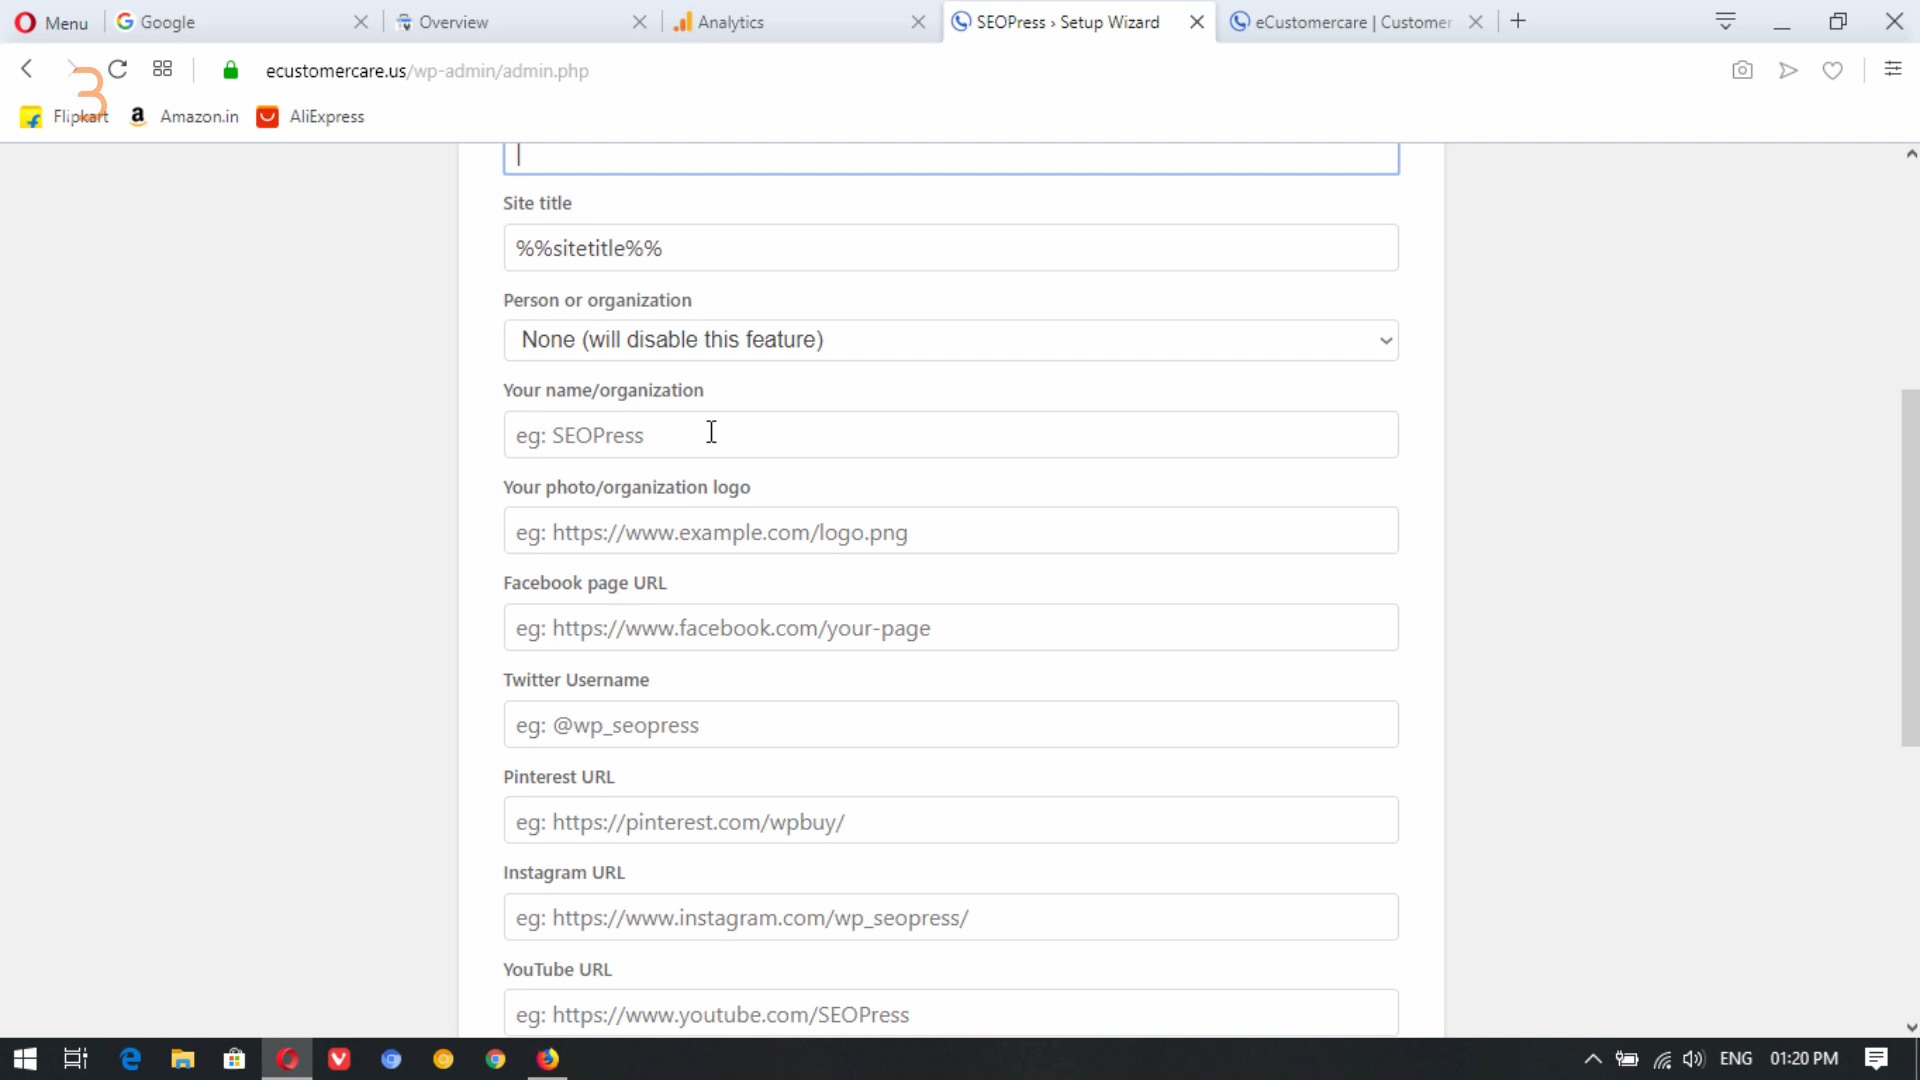 Menu
Google
Overview
Analytics
SEOPress › Setup Wizard
eCustomercare | Customer
ecustomercare.us/wp-admin/admin.php
3
Flipkart
Amazon.in
AliExpress
Site title
%%sitetitle%%
Person or organization
None (will disable this feature)
Your name/organization
eg: SEOPress
Your photo/organization logo
eg: https://www.example.com/logo.png
Facebook page URL
eg: https://www.facebook.com/your-page
Twitter Username
eg: @wp_seopress
Pinterest URL
eg: https://pinterest.com/wpbuy/
Instagram URL
eg: https://www.instagram.com/wp_seopress/
YouTube URL
eg: https://www.youtube.com/SEOPress
ENG
01:20 PM